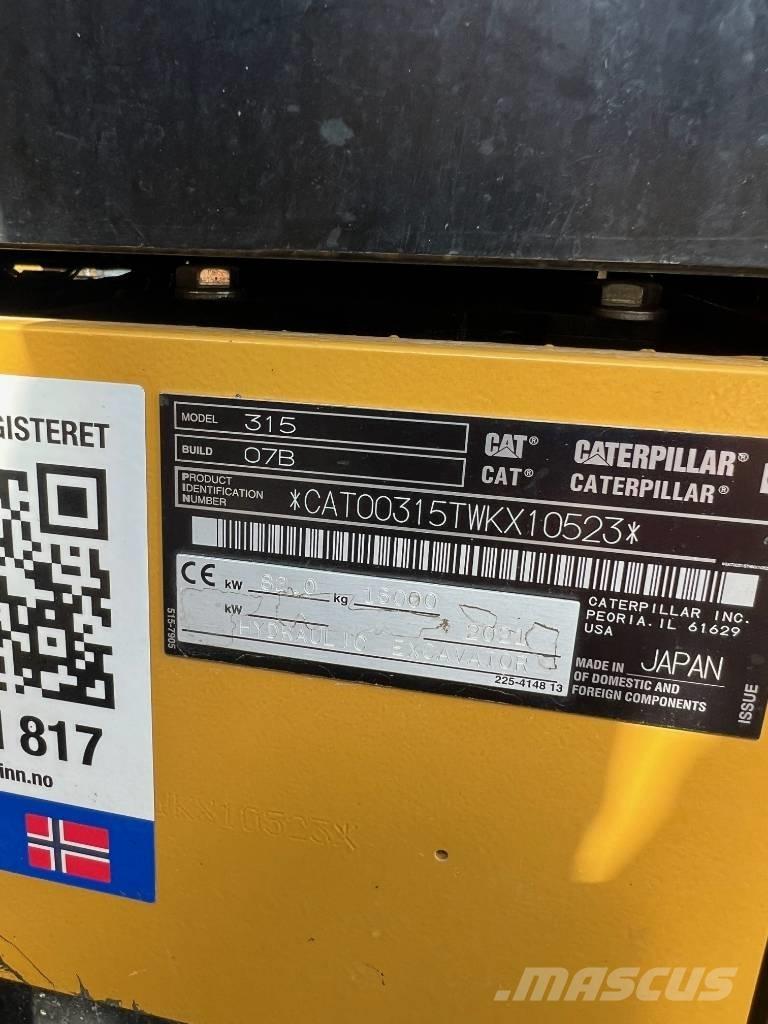 GISTERET
817
inn.no
MODEL 315
BUILD 07B
PRODUCT IDENTIFICATION NUMBER *CAT00315TWKX10523*
CAT® CATERPILLAR®
CAT® CATERPILLAR®
CE kW kg
kW 2021
HYDRAULIC EXCAVATOR
225-4148 13
515-7905
CATERPILLAR INC.
PEORIA. IL 61629
USA
MADE IN JAPAN
OF DOMESTIC AND
FOREIGN COMPONENTS
ISSUE
WKX10523*
MASCUS